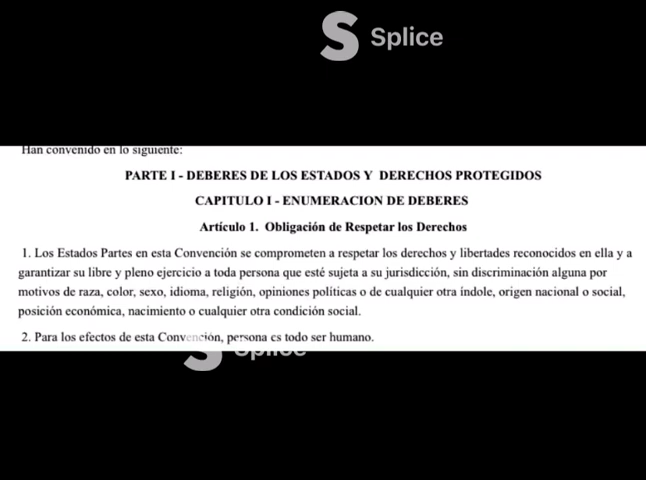 Splice
Han convenido en lo siguiente:
PARTE I - DEBERES DE LOS ESTADOS Y DERECHOS PROTEGIDOS
CAPITULO I - ENUMERACION DE DEBERES
Artículo 1. Obligación de Respetar los Derechos
1. Los Estados Partes en esta Convención se comprometen a respetar los derechos y libertades reconocidos en ella y a
garantizar su libre y pleno ejercicio a toda persona que esté sujeta a su jurisdicción, sin discriminación alguna por
motivos de raza, color, sexo, idioma, religión, opiniones políticas o de cualquier otra índole, origen nacional o social,
posición económica, nacimiento o cualquier otra condición social.
2. Para los efectos de esta Convención, persona es todo ser humano.
Splice